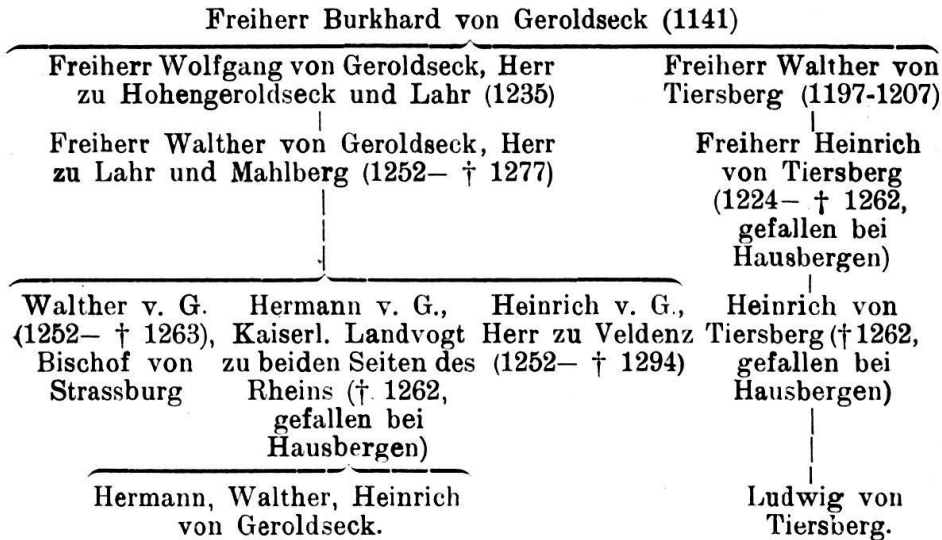 Freiherr Burkhard von Geroldseck (1141)
Freiherr Wolfgang von Geroldseck, Herr
zu Hohengeroldseck und Lahr (1235)
Freiherr Walther von
Tiersberg (1197-1207)
Freiherr Walther von Geroldseck, Herr
zu Lahr und Mahlberg (1252– † 1277)
Freiherr Heinrich
von Tiersberg
(1224– † 1262,
gefallen bei
Hausbergen)
Walther v. G.
(1252– † 1263),
Bischof von
Strassburg
Hermann v. G.,
Kaiserl. Landvogt
zu beiden Seiten des
Rheins († 1262,
gefallen bei
Hausbergen)
Heinrich v. G.,
Herr zu Veldenz
(1252– † 1294)
Heinrich von
Tiersberg († 1262,
gefallen bei
Hausbergen)
Hermann, Walther, Heinrich
von Geroldseck.
Ludwig von
Tiersberg.